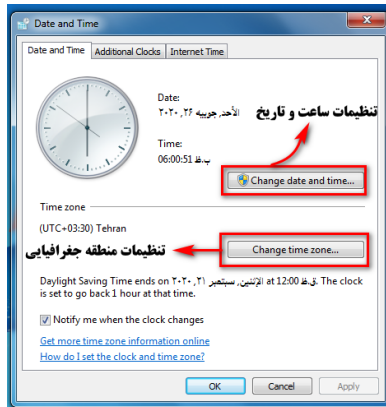 Date and Time
Date and Time Additional Clocks Internet Time
Date:
الأحد, جوييه ۲۶, ۲۰۲۰
تنظیمات ساعت و تاریخ
Time:
06:00:51 ب.ظ
Change date and time...
Time zone
(UTC+03:30) Tehran
تنظیمات منطقه جغرافیایی
Change time zone...
Daylight Saving Time ends on ۲۰۲۰ ,۲۱ الإثنين, سبتمبر at 12:00 ق.ظ. The clock
is set to go back 1 hour at that time.
Notify me when the clock changes
Get more time zone information online
How do I set the clock and time zone?
OK Cancel Apply